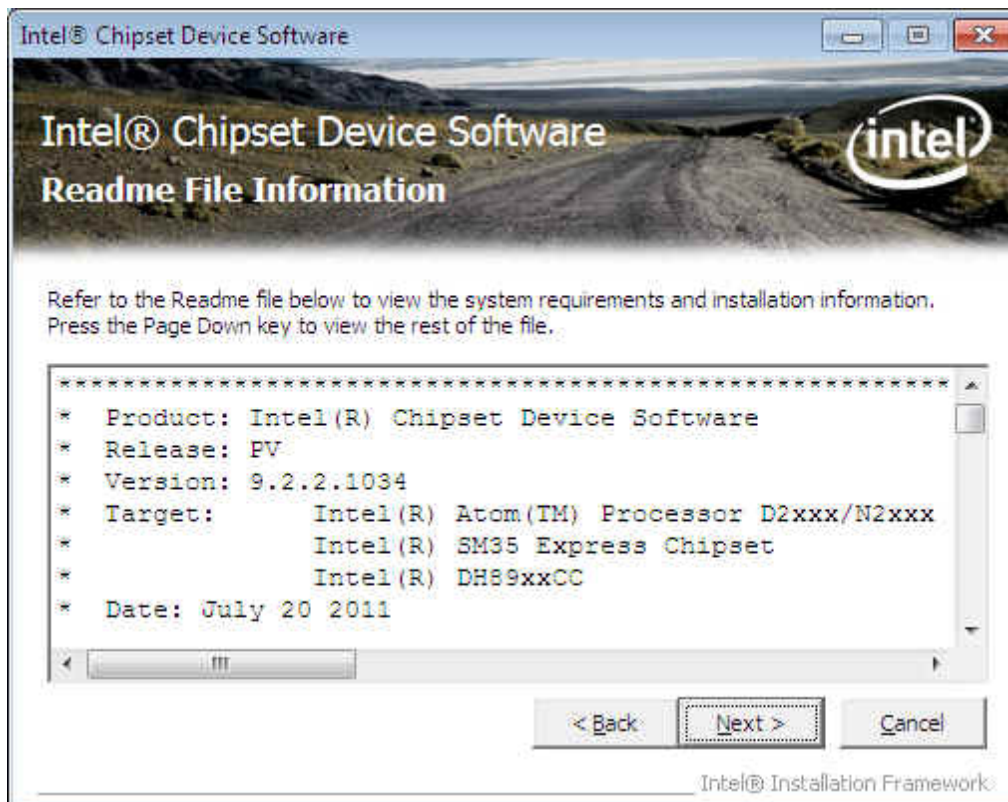 Intel® Chipset Device Software
Intel® Chipset Device Software
intel
Readme File Information
Refer to the Readme file below to view the system requirements and installation information.
Press the Page Down key to view the rest of the file.
********************************************************
* Product: Intel(R) Chipset Device Software
* Release: PV
* Version: 9.2.2.1034
* Target: Intel(R) Atom(TM) Processor D2xxx/N2xxx
* Intel(R) SM35 Express Chipset
* Intel(R) DH89xxCC
* Date: July 20 2011
< Back Next > Cancel
Intel® Installation Framework